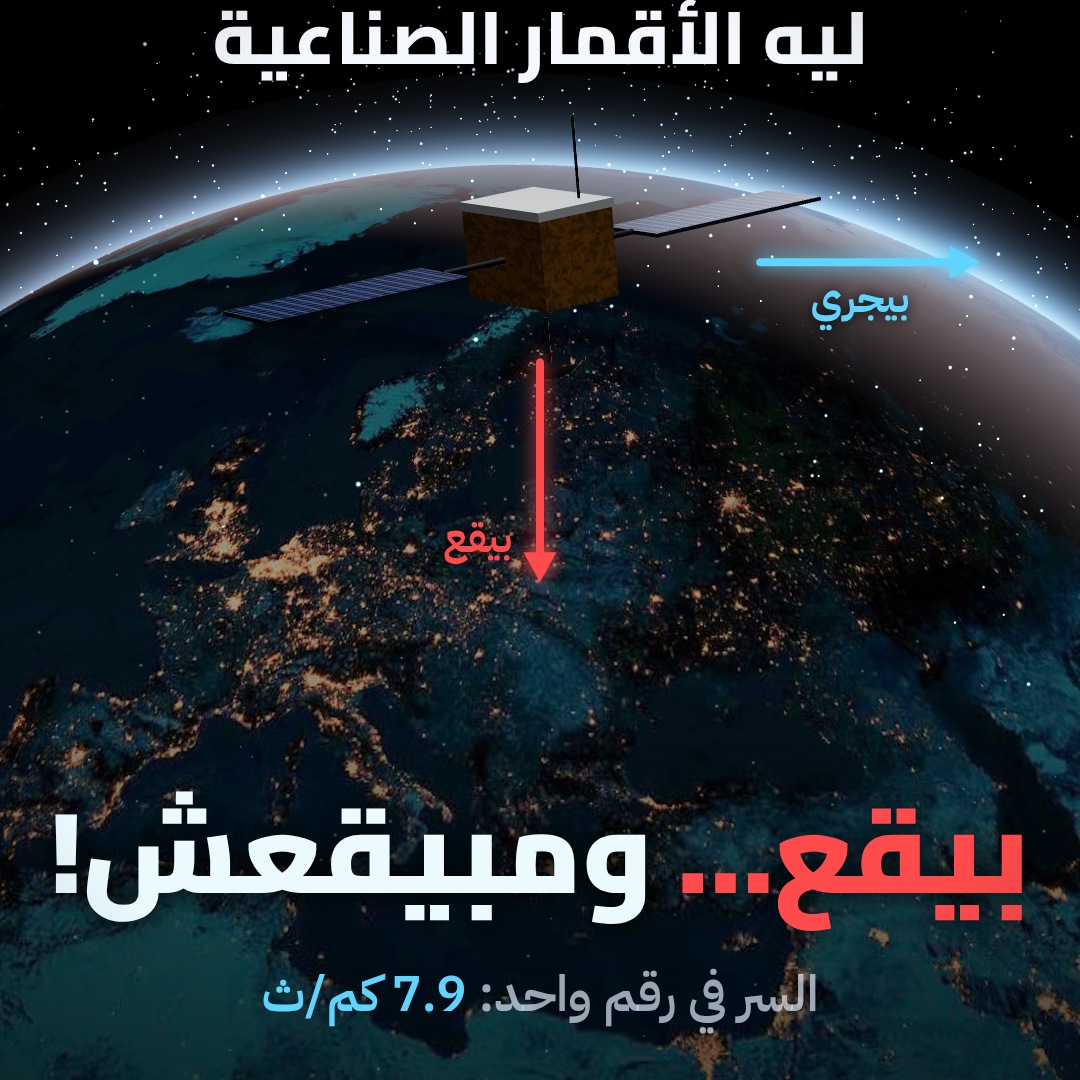 ليه الأقمار الصناعية
بيجري
بيقع
بيقع... ومبيقعش!
السر في رقم واحد: 7.9 كم/ث